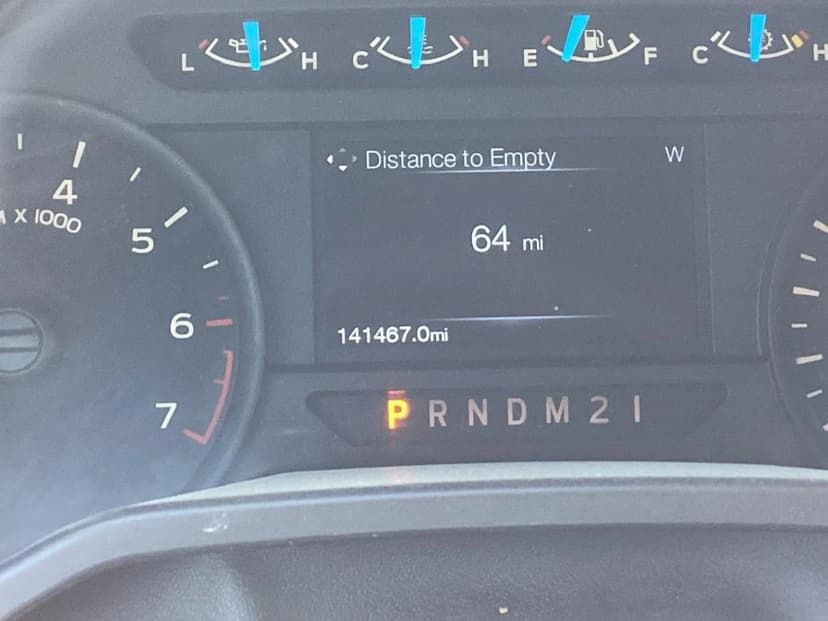 L H C H E F C H
Distance to Empty W
4
X 1000
5
64 mi
6
141467.0mi
7
P R N D M 2 1